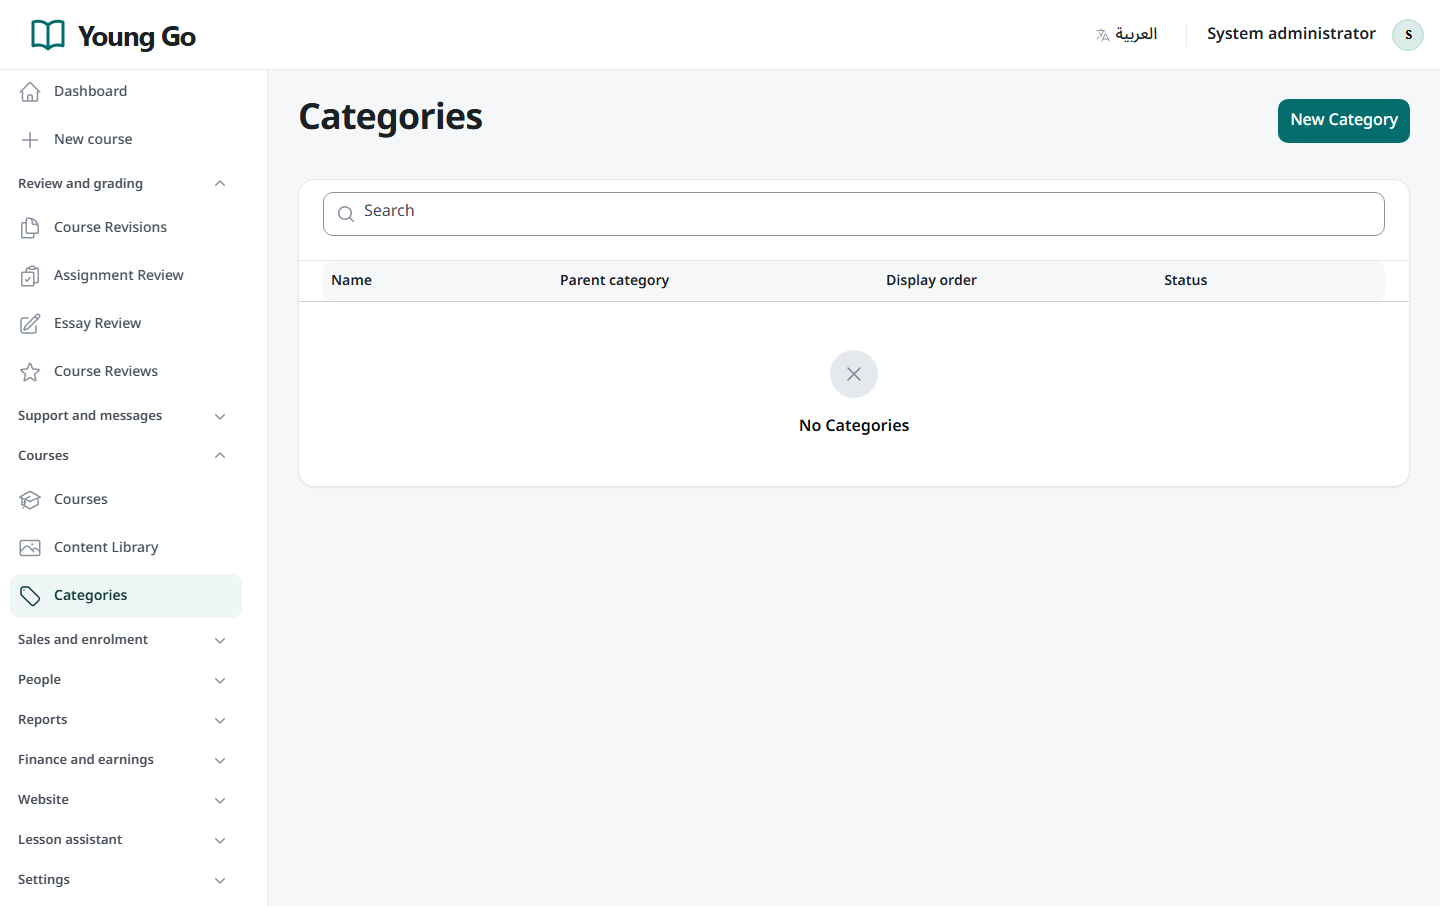 Young Go
العربية
System administrator
S
Dashboard
New course
Review and grading
Course Revisions
Assignment Review
Essay Review
Course Reviews
Support and messages
Courses
Courses
Content Library
Categories
Sales and enrolment
People
Reports
Finance and earnings
Website
Lesson assistant
Settings
Categories
New Category
Search
Name Parent category Display order Status
No Categories